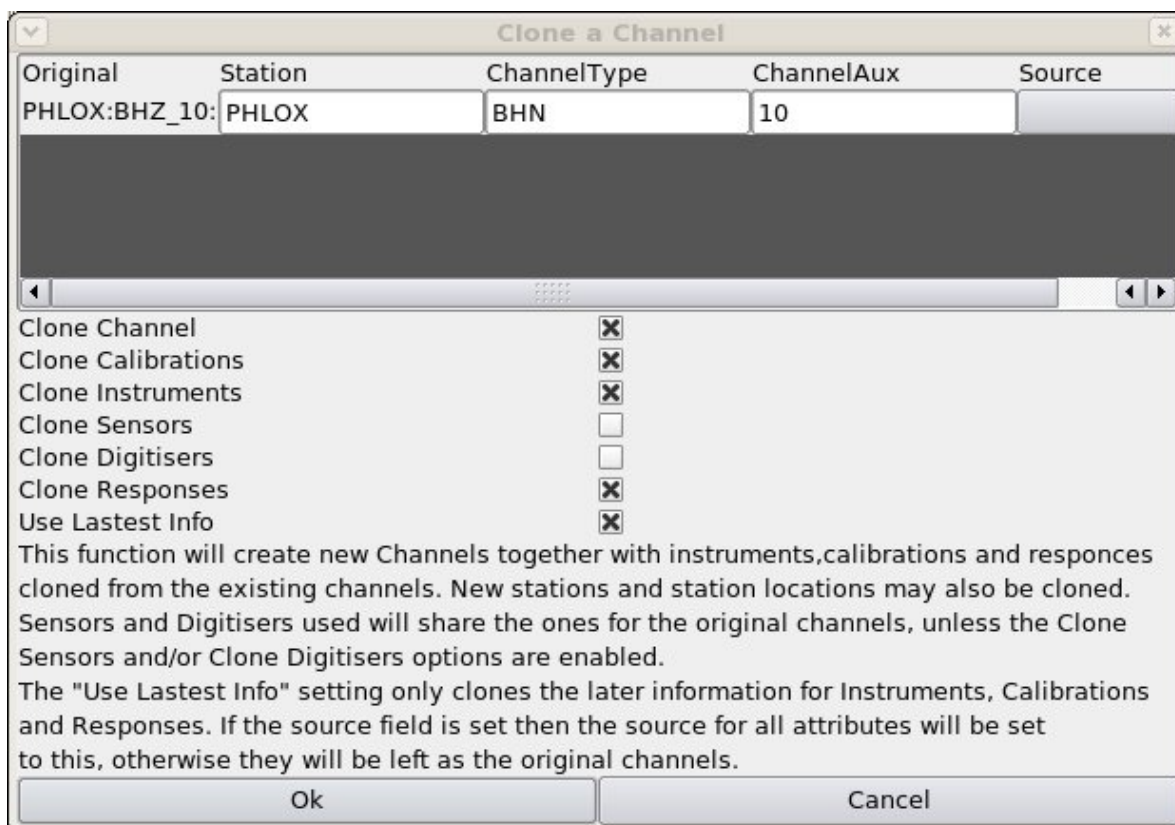 Clone a Channel
Original Station ChannelType ChannelAux Source
PHLOX:BHZ_10: PHLOX BHN 10
Clone Channel
Clone Calibrations
Clone Instruments
Clone Sensors
Clone Digitisers
Clone Responses
Use Lastest Info
This function will create new Channels together with instruments,calibrations and responces
cloned from the existing channels. New stations and station locations may also be cloned.
Sensors and Digitisers used will share the ones for the original channels, unless the Clone
Sensors and/or Clone Digitisers options are enabled.
The "Use Lastest Info" setting only clones the later information for Instruments, Calibrations
and Responses. If the source field is set then the source for all attributes will be set
to this, otherwise they will be left as the original channels.
Ok Cancel